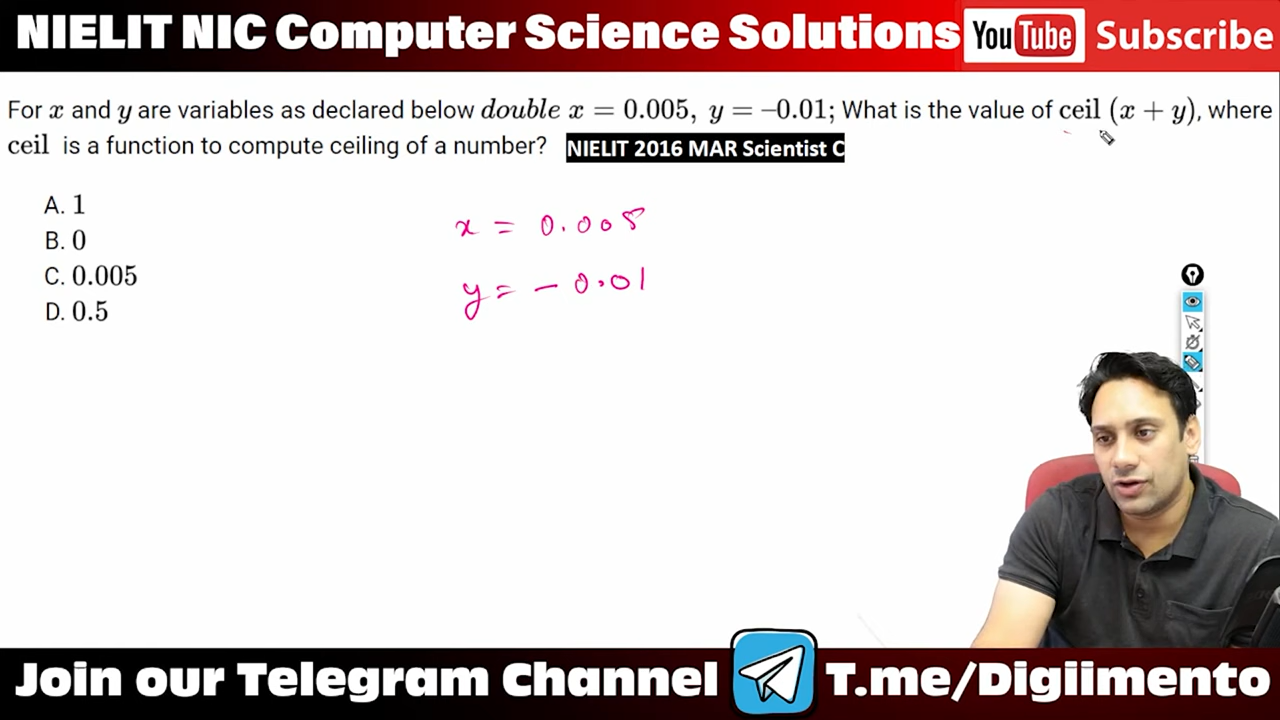 NIELIT NIC Computer Science Solutions YouTube Subscribe
For x and y are variables as declared below double x = 0.005, y = –0.01; What is the value of ceil (x + y), where
ceil is a function to compute ceiling of a number? NIELIT 2016 MAR Scientist C
A. 1
B. 0
C. 0.005
D. 0.5
x = 0.005
y = - 0.01
Join our Telegram Channel T.me/Digiimento